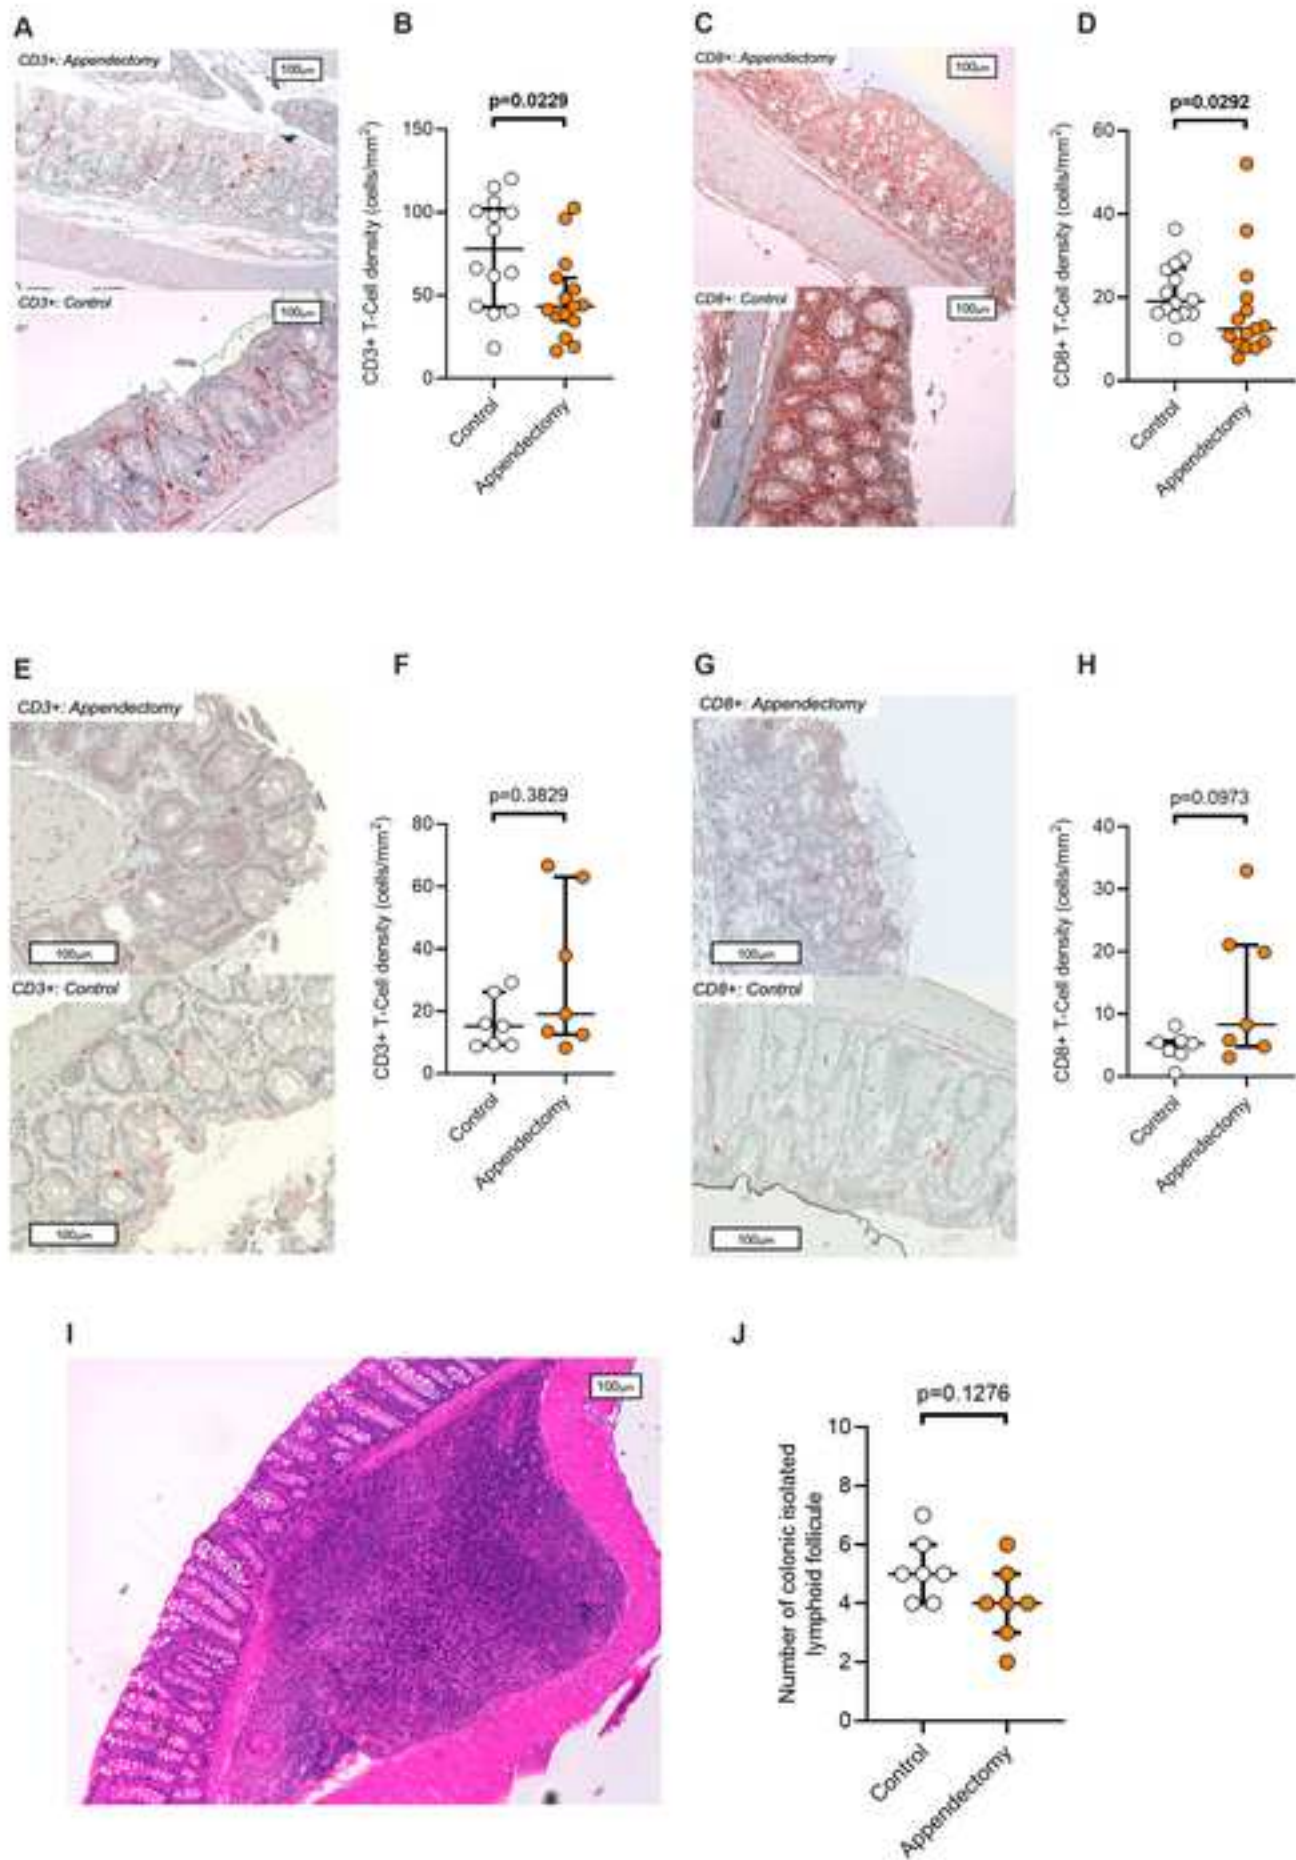 A
CD3+: Appendectomy
100µm
CD3+: Control
100µm
B
p=0.0229
CD3+ T-Cell density (cells/mm²)
150
100
50
0
Control
Appendectomy
C
CD8+: Appendectomy
100µm
CD8+: Control
100µm
D
p=0.0292
CD8+ T-Cell density (cells/mm²)
60
40
20
0
Control
Appendectomy
E
CD3+: Appendectomy
100µm
CD3+: Control
100µm
F
p=0.3829
CD3+ T-Cell density (cells/mm²)
80
60
40
20
0
Control
Appendectomy
G
CD8+: Appendectomy
100µm
CD8+: Control
100µm
H
p=0.0973
CD8+ T-Cell density (cells/mm²)
40
30
20
10
0
Control
Appendectomy
I
100µm
J
p=0.1276
Number of colonic isolated
lymphoid follicule
10
8
6
4
2
0
Control
Appendectomy